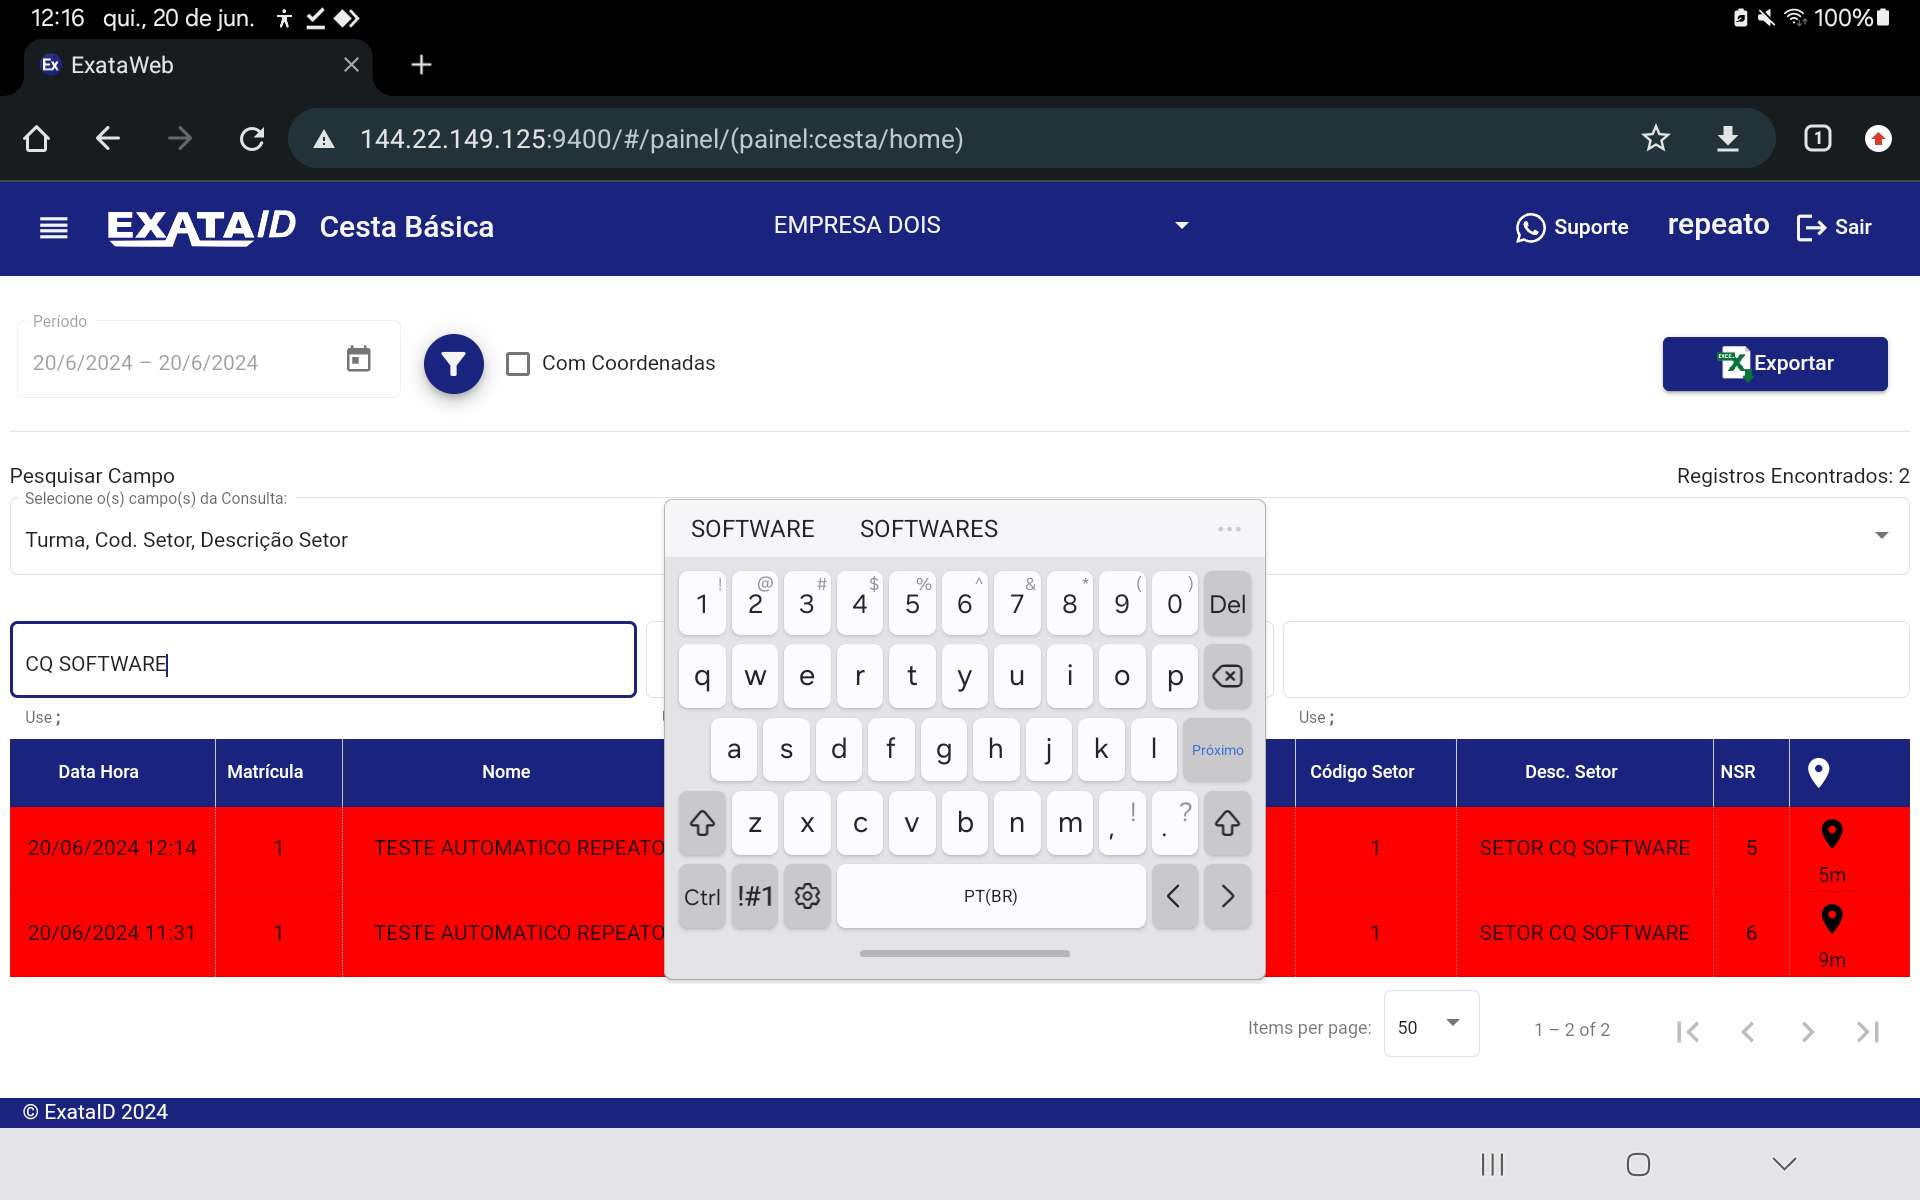 12:16 qui., 20 de jun. 100%
Ex ExataWeb
144.22.149.125:9400/#/painel/(painel:cesta/home) 1
EXATA ID Cesta Básica EMPRESA DOIS Suporte repeato Sair
Período
20/6/2024 – 20/6/2024 Com Coordenadas Exportar
Pesquisar Campo Registros Encontrados: 2
Selecione o(s) campo(s) da Consulta:
Turma, Cod. Setor, Descrição Setor
SOFTWARE SOFTWARES ...
! @ # $ % ^ & * ( )
1 2 3 4 5 6 7 8 9 0 Del
CQ SOFTWARE
q w e r t y u i o p
Use ; Use ;
a s d f g h j k l Próximo
Data Hora Matrícula Nome Código Setor Desc. Setor NSR
z x c v b n m , ! . ?
20/06/2024 12:14 1 TESTE AUTOMATICO REPEATO 1 SETOR CQ SOFTWARE 5
5m
Ctrl !#1 PT(BR) < >
20/06/2024 11:31 1 TESTE AUTOMATICO REPEATO 1 SETOR CQ SOFTWARE 6
9m
Items per page: 50 1 – 2 of 2
© ExataID 2024